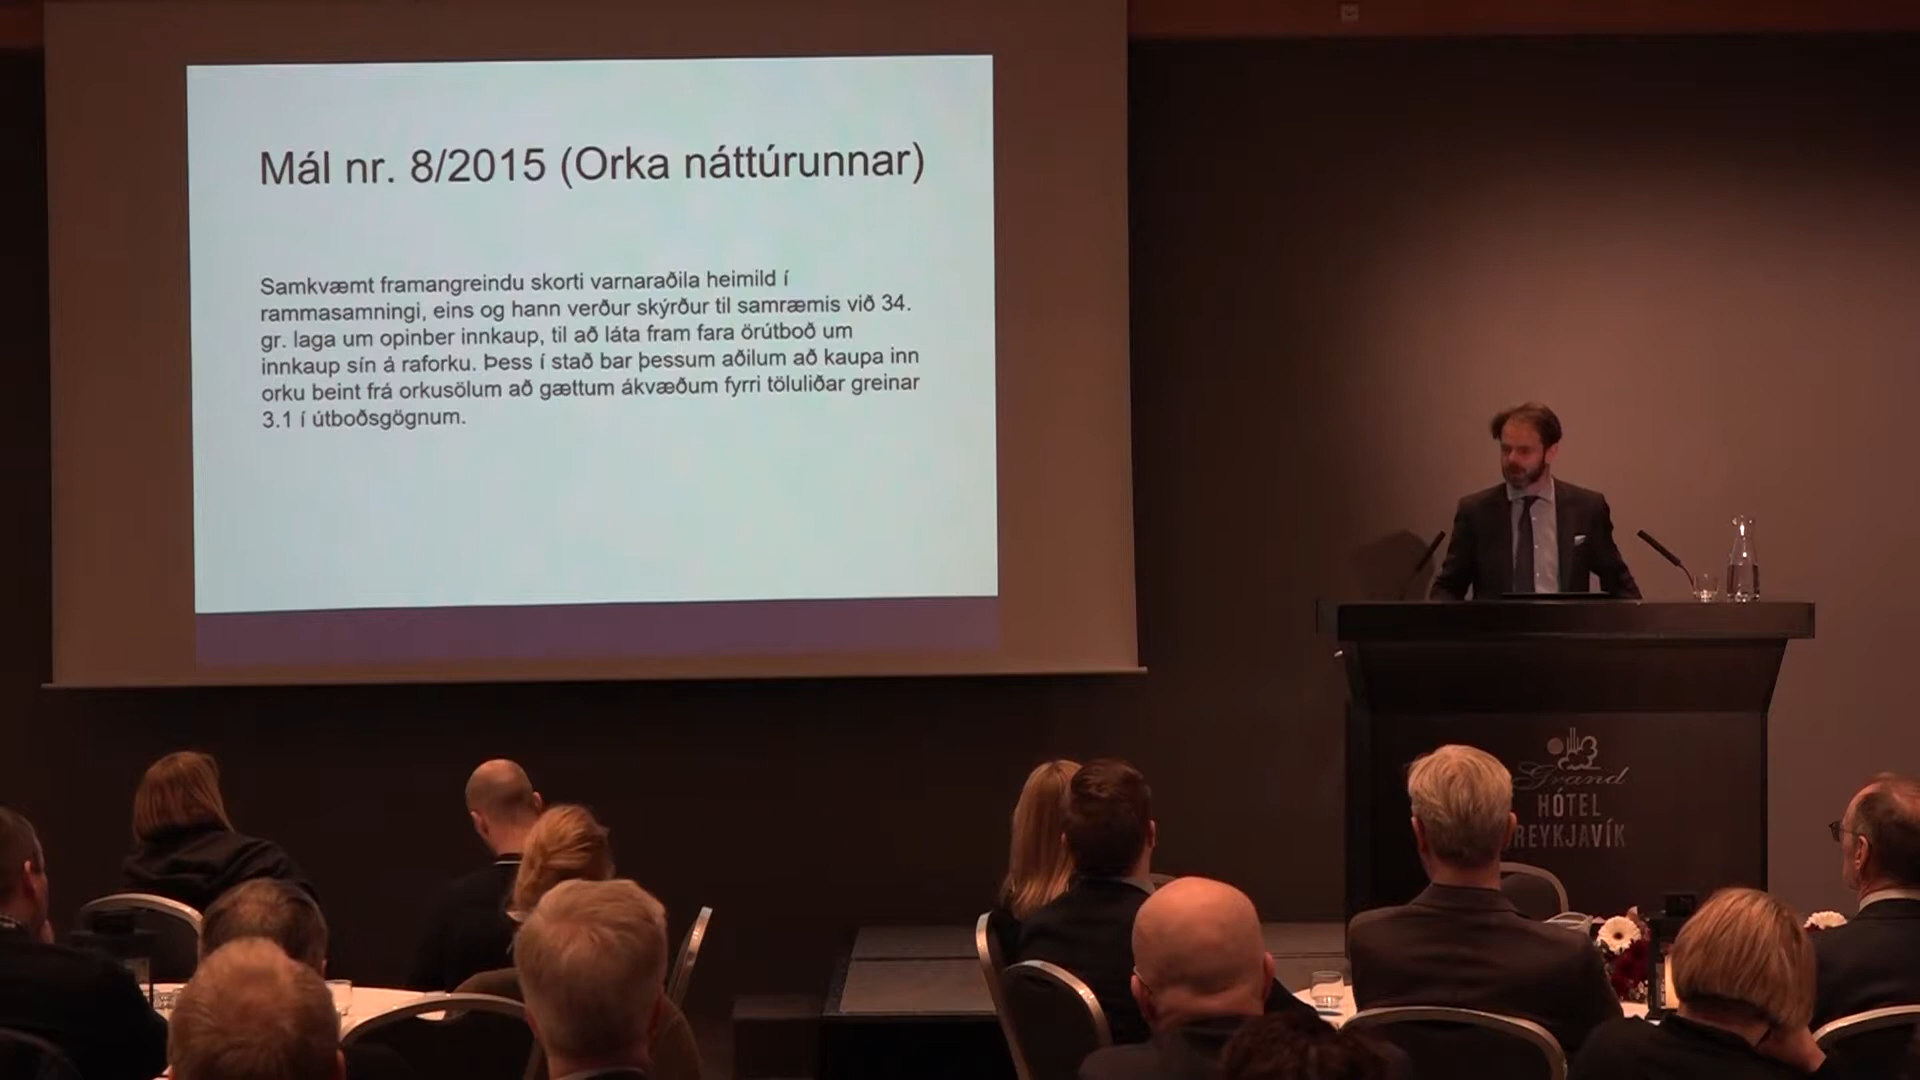 Mál nr. 8/2015 (Orka náttúrunnar)
Samkvæmt framangreindu skorti varnaraðila heimild í
rammasamningi, eins og hann verður skýrður til samræmis við 34.
gr. laga um opinber innkaup, til að láta fram fara örútboð um
innkaup sín á raforku. Þess í stað bar þessum aðilum að kaupa inn
orku beint frá orkusölum að gættum ákvæðum fyrri töluliðar greinar
3.1 í útboðsgögnum.
Grand
HÓTEL
REYKJAVÍK